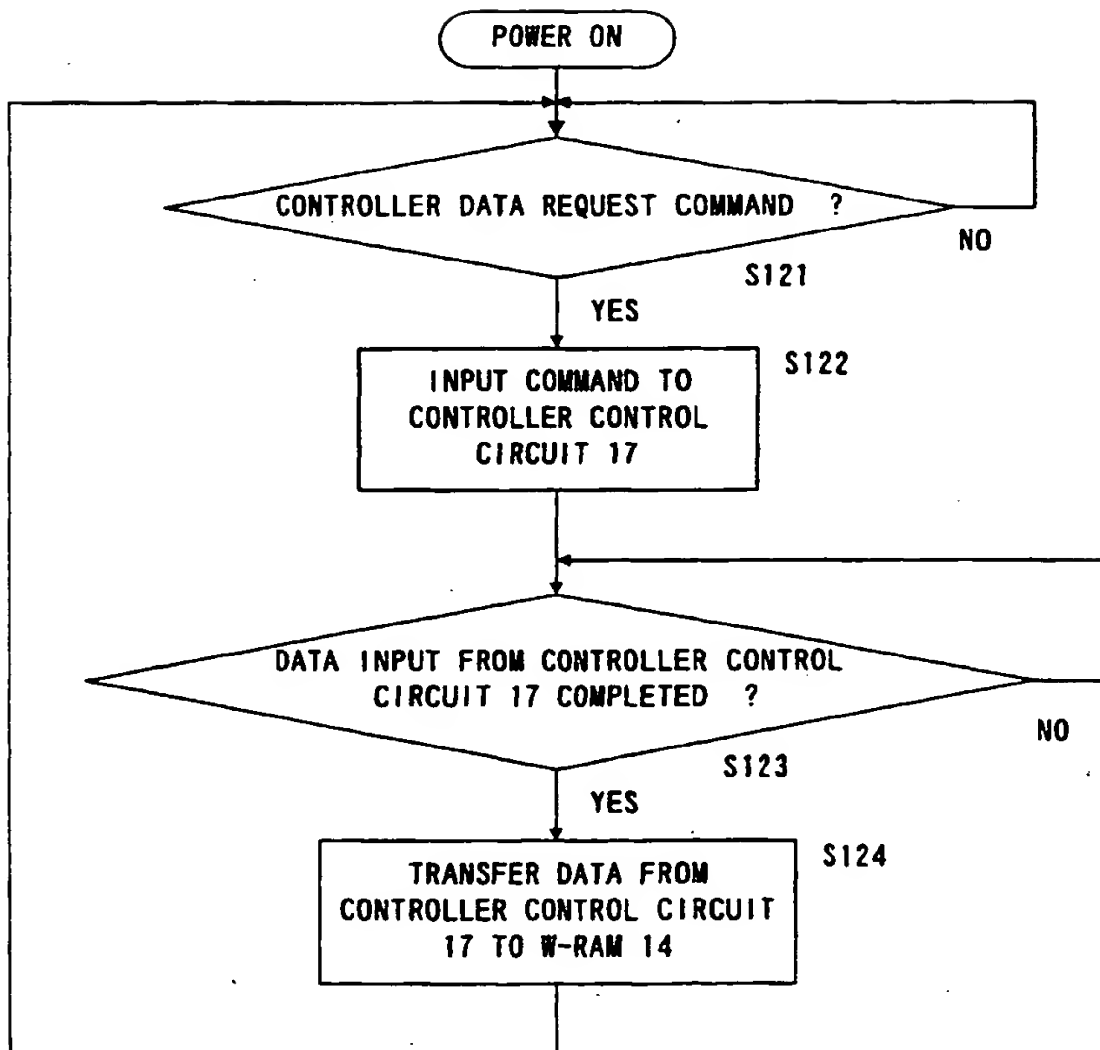 POWER ON
CONTROLLER DATA REQUEST COMMAND ?
NO
S121
YES
S122
INPUT COMMAND TO
CONTROLLER CONTROL
CIRCUIT 17
DATA INPUT FROM CONTROLLER CONTROL
CIRCUIT 17 COMPLETED ?
NO
S123
YES
S124
TRANSFER DATA FROM
CONTROLLER CONTROL CIRCUIT
17 TO W-RAM 14